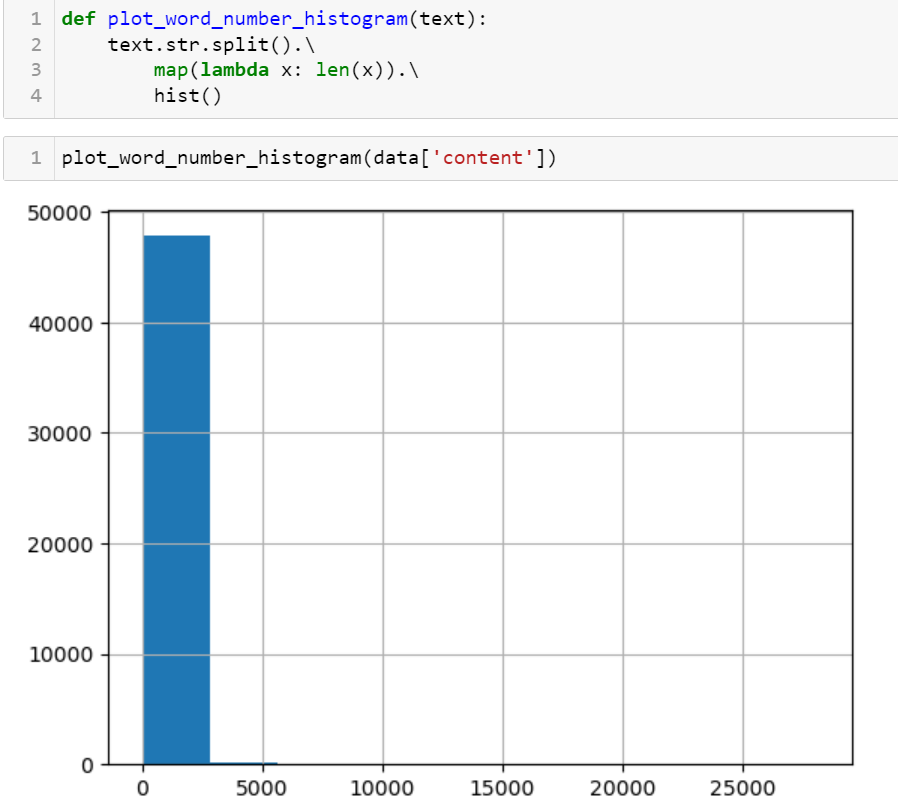 1 def plot_word_number_histogram(text):
2     text.str.split().\
3         map(lambda x: len(x)).\
4         hist()
1 plot_word_number_histogram(data['content'])
50000
40000
30000
20000
10000
0
0 5000 10000 15000 20000 25000